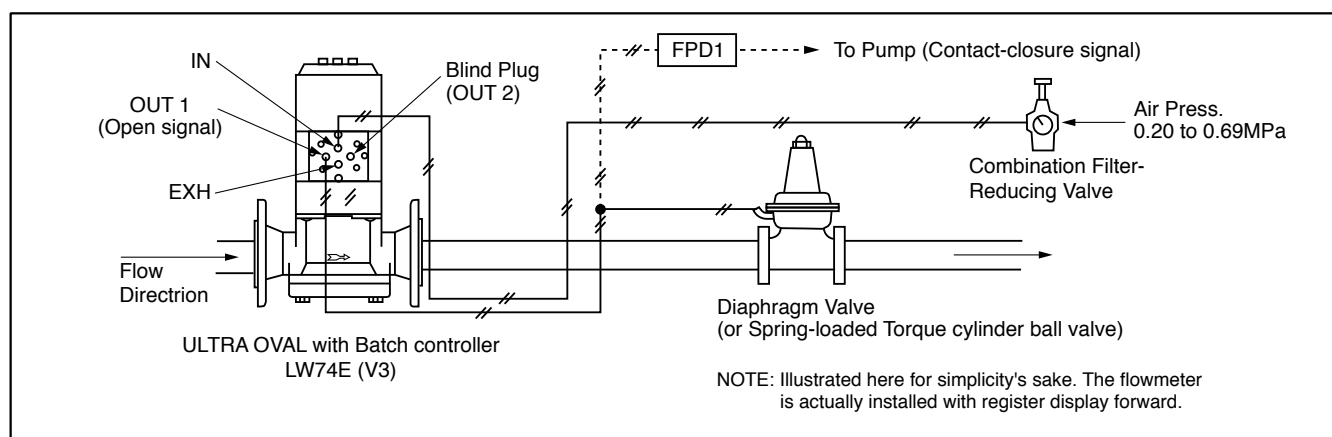 FPD1
To Pump (Contact-closure signal)
IN
Blind Plug
(OUT 2)
OUT 1
(Open signal)
Air Press.
0.20 to 0.69MPa
Combination Filter-
Reducing Valve
EXH
Flow
Direction
Diaphragm Valve
(or Spring-loaded Torque cylinder ball valve)
ULTRA OVAL with Batch controller
LW74E (V3)
NOTE: Illustrated here for simplicity's sake. The flowmeter
is actually installed with register display forward.